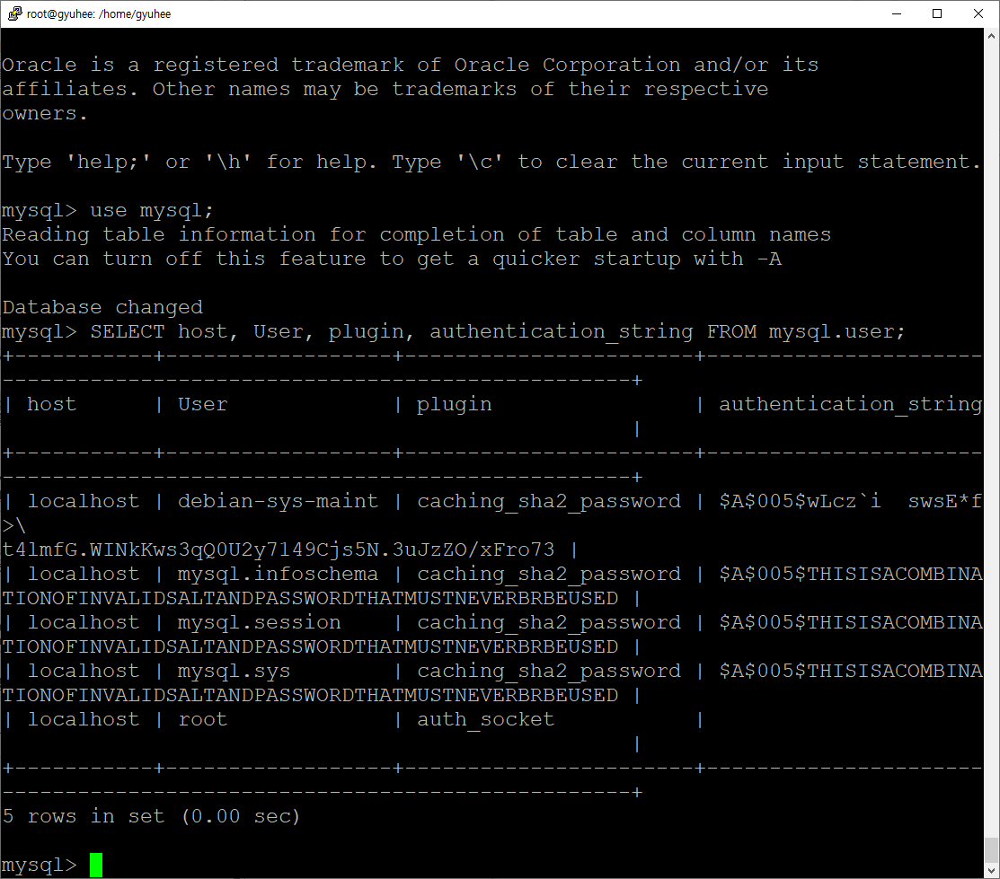 root@gyuhee: /home/gyuhee
Oracle is a registered trademark of Oracle Corporation and/or its
affiliates. Other names may be trademarks of their respective
owners.
Type 'help;' or '\h' for help. Type '\c' to clear the current input statement.
mysql> use mysql;
Reading table information for completion of table and column names
You can turn off this feature to get a quicker startup with -A
Database changed
mysql> SELECT host, User, plugin, authentication_string FROM mysql.user;
+-----------+------------------+-----------------------+----------------------
--------------------------------------------------+
| host      | User             | plugin                | authentication_string
                                                  |
+-----------+------------------+-----------------------+----------------------
--------------------------------------------------+
| localhost | debian-sys-maint | caching_sha2_password | $A$005$wLcz`i  swsE*f
>\
t4lmfG.WINkKws3qQ0U2y7149Cjs5N.3uJzZO/xFro73 |
| localhost | mysql.infoschema | caching_sha2_password | $A$005$THISISACOMBINA
TIONOFINVALIDSALTANDPASSWORDTHATMUSTNEVERBRBEUSED |
| localhost | mysql.session    | caching_sha2_password | $A$005$THISISACOMBINA
TIONOFINVALIDSALTANDPASSWORDTHATMUSTNEVERBRBEUSED |
| localhost | mysql.sys        | caching_sha2_password | $A$005$THISISACOMBINA
TIONOFINVALIDSALTANDPASSWORDTHATMUSTNEVERBRBEUSED |
| localhost | root             | auth_socket           |
                                                  |
+-----------+------------------+-----------------------+----------------------
--------------------------------------------------+
5 rows in set (0.00 sec)
mysql>